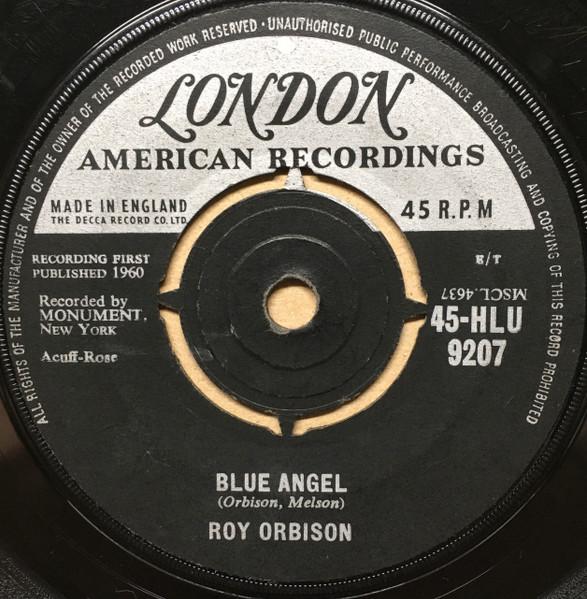 ALL RIGHTS OF THE MANUFACTURER AND OF THE OWNER OF THE RECORDED WORK RESERVED · UNAUTHORISED PUBLIC PERFORMANCE BROADCASTING AND COPYING OF THIS RECORD PROHIBITED
LONDON
AMERICAN RECORDINGS
MADE IN ENGLAND
THE DECCA RECORD CO. LTD.
45 R.P.M
RECORDING FIRST
PUBLISHED 1960
E/T
Recorded by
MONUMENT,
New York
MSCL.4637
45-HLU
9207
Acuff-Rose
BLUE ANGEL
(Orbison, Melson)
ROY ORBISON